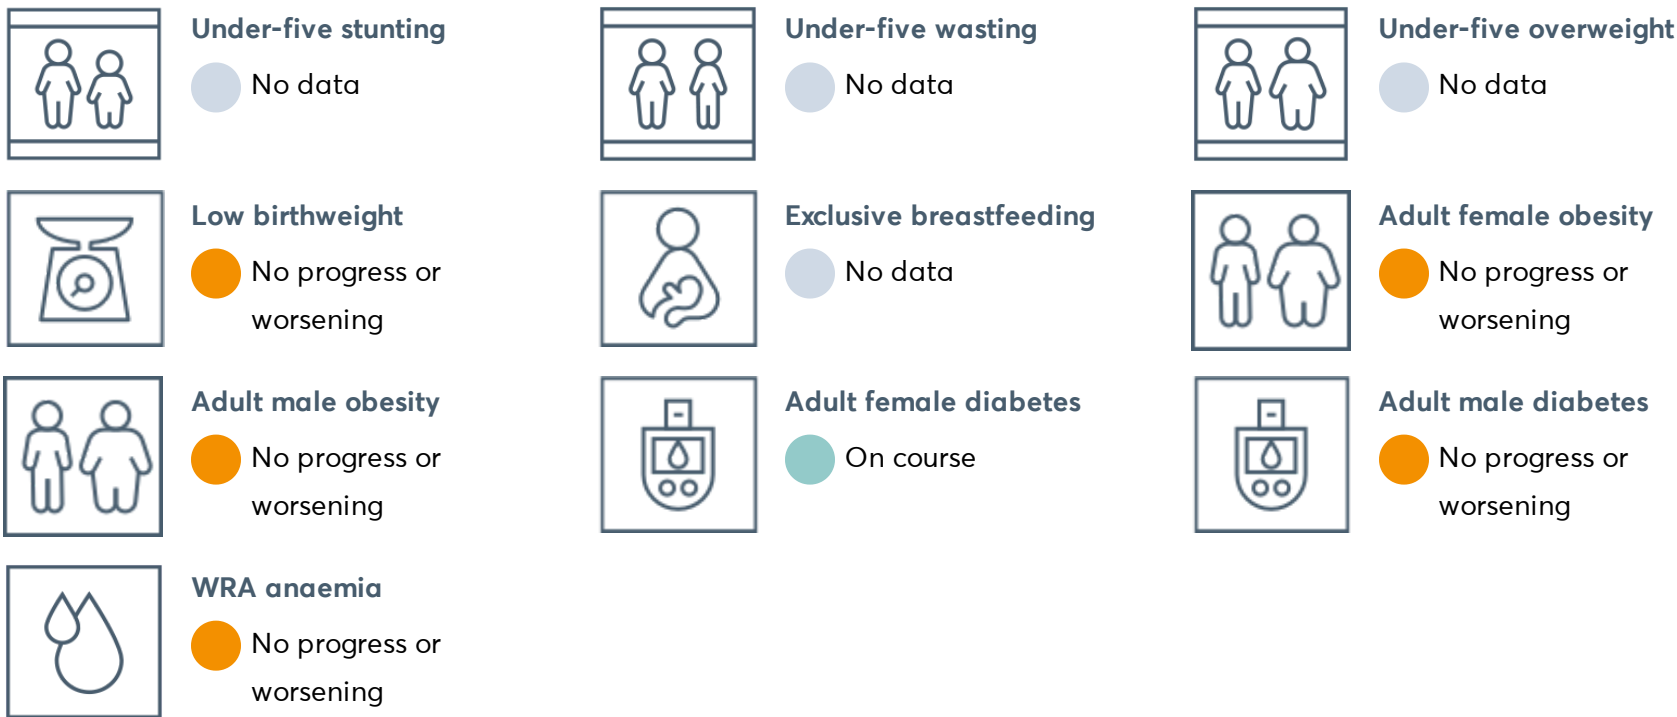 Under-five stunting
No data
Under-five wasting
No data
Under-five overweight
No data
Low birthweight
No progress or
worsening
Exclusive breastfeeding
No data
Adult female obesity
No progress or
worsening
Adult male obesity
No progress or
worsening
Adult female diabetes
On course
Adult male diabetes
No progress or
worsening
WRA anaemia
No progress or
worsening